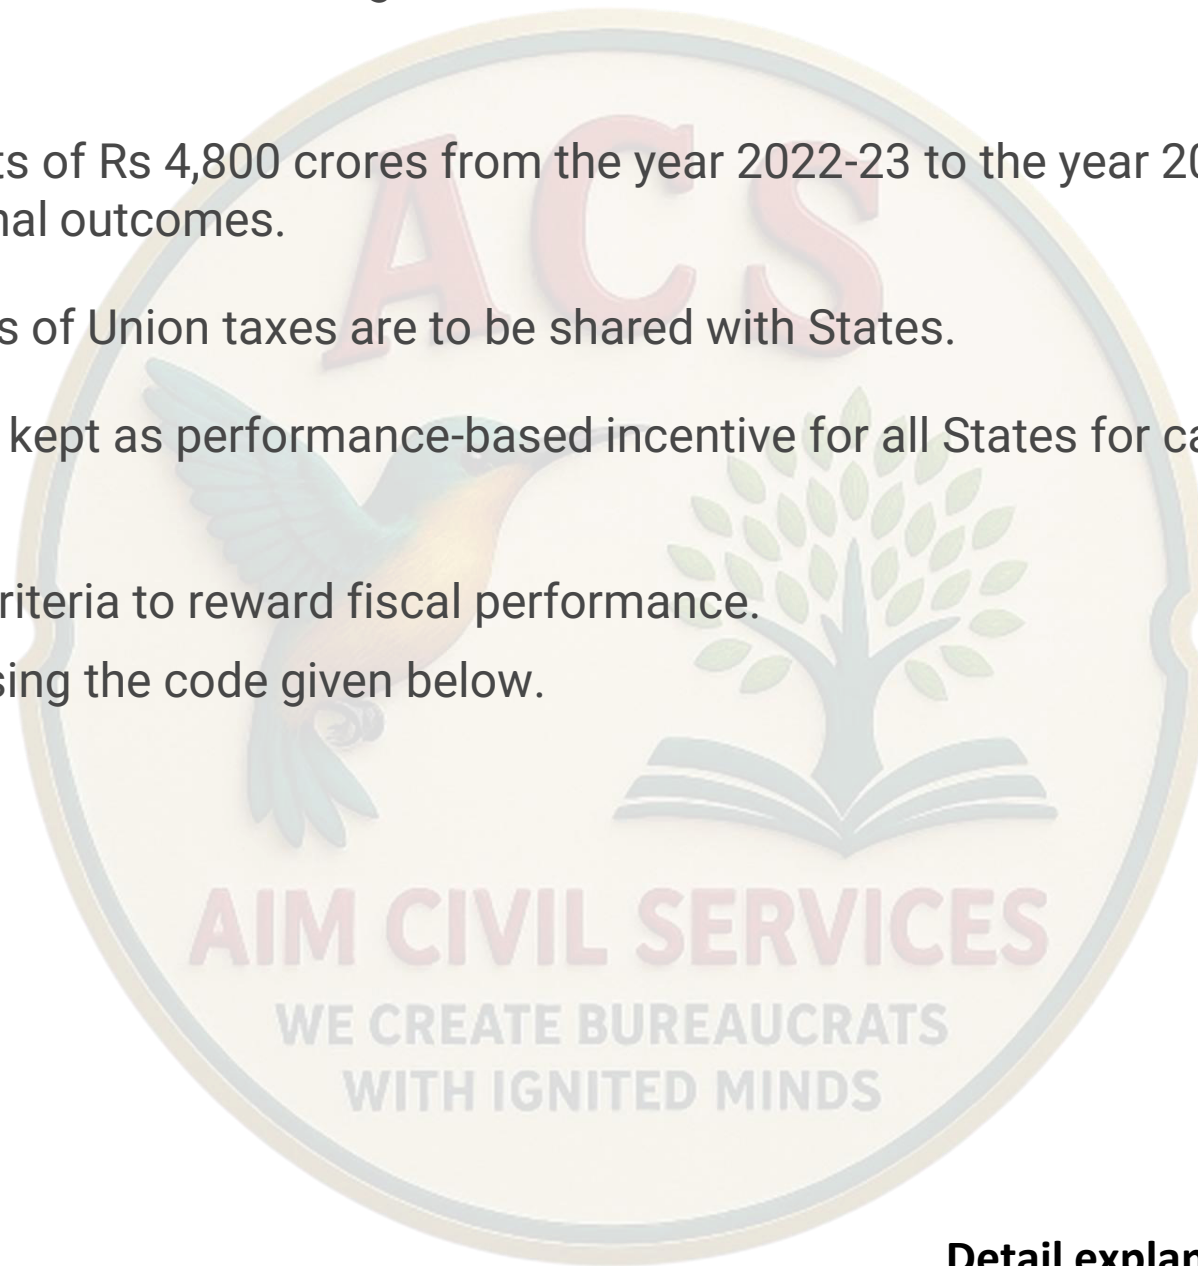 ts of Rs 4,800 crores from the year 2022-23 to the year 20
nal outcomes.
s of Union taxes are to be shared with States.
kept as performance-based incentive for all States for ca
riteria to reward fiscal performance.
sing the code given below.
ACS
AIM CIVIL SERVICES
WE CREATE BUREAUCRATS
WITH IGNITED MINDS
Detail explan